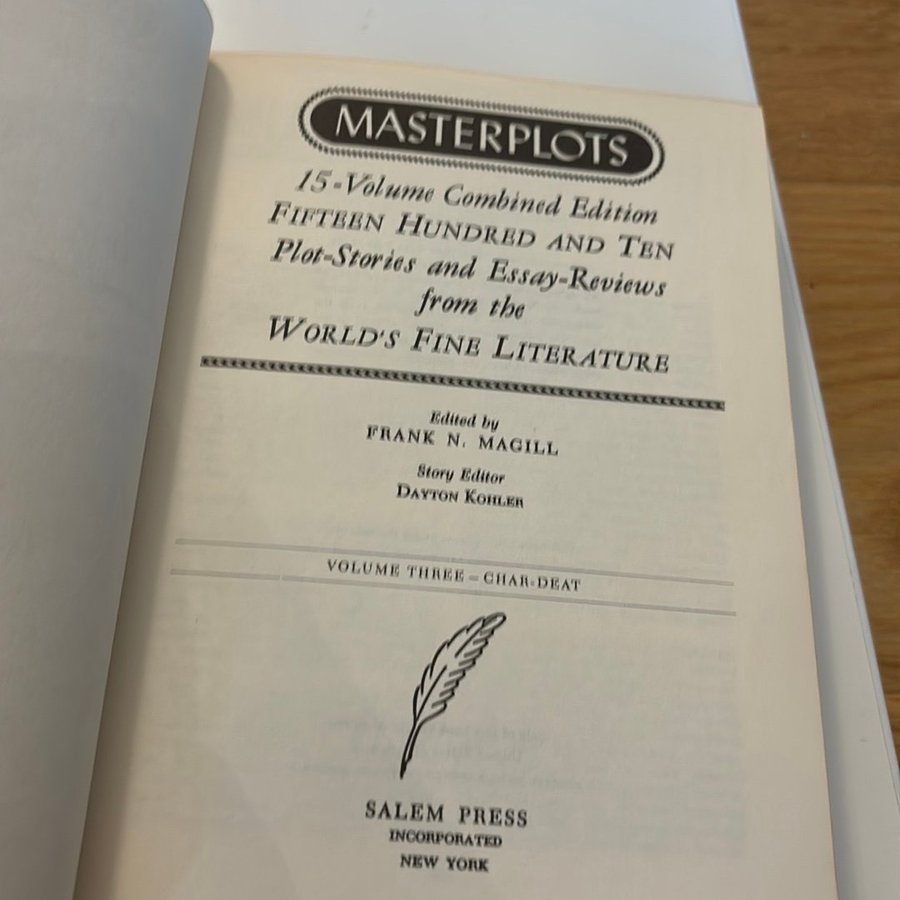 MASTERPLOTS
15-Volume Combined Edition
FIFTEEN HUNDRED AND TEN
Plot-Stories and Essay-Reviews
from the
WORLD'S FINE LITERATURE
Edited by
FRANK N. MAGILL
Story Editor
DAYTON KOHLER
VOLUME THREE – CHAR-DEAT
SALEM PRESS
INCORPORATED
NEW YORK